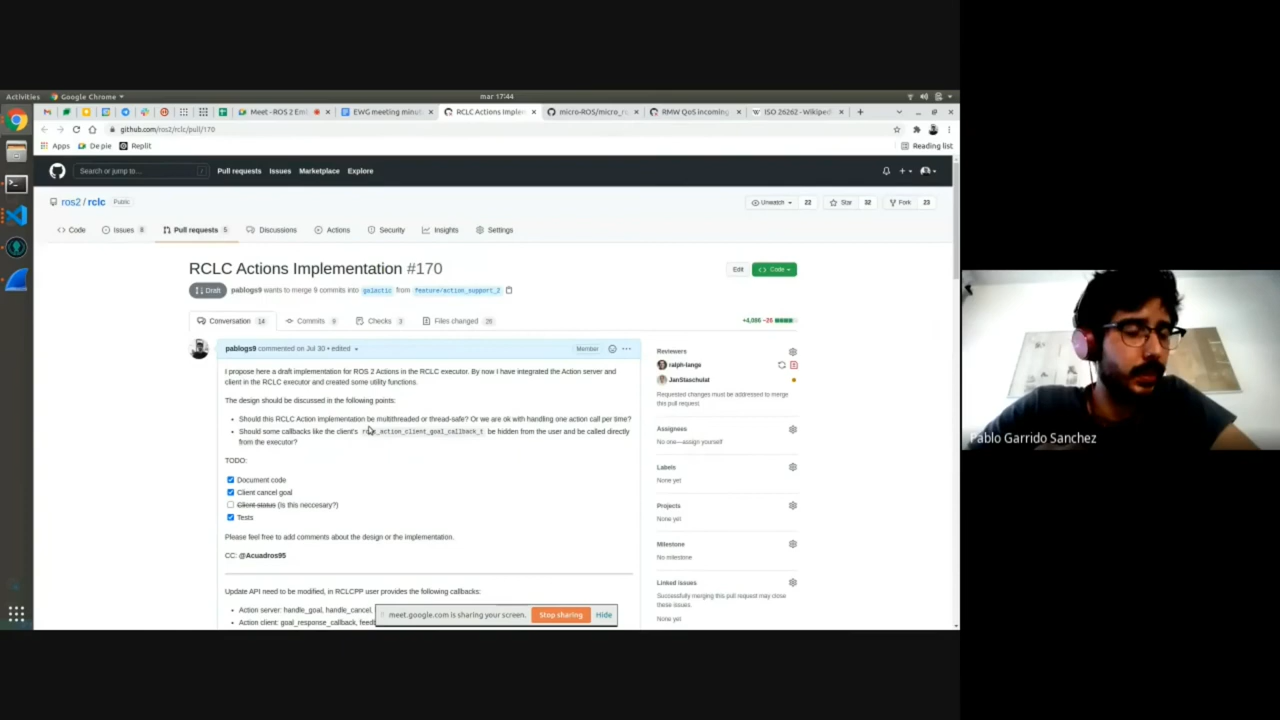 Activities
Google Chrome
mar 17:44
Meet - ROS 2 Em
EWG meeting minut
RCLC Actions Implem
micro-ROS/micro_ro
RMW QoS incoming
ISO 26262 - Wikiped
github.com/ros2/rclc/pull/170
Apps
De pie
Replit
Reading list
Search or jump to...
/
Pull requests
Issues
Marketplace
Explore
ros2 / rclc
Public
Unwatch
22
Star
32
Fork
23
Code
Issues 8
Pull requests 5
Discussions
Actions
Security
Insights
Settings
RCLC Actions Implementation #170
Edit
Code
Draft
pablogs9 wants to merge 9 commits into galactic from feature/action_support_2
Conversation 14
Commits 9
Checks 3
Files changed 25
pablogs9 commented on Jul 30 • edited
Member
I propose here a draft implementation for ROS 2 Actions in the RCLC executor. By now I have integrated the Action server and
client in the RCLC executor and created some utility functions.
The design should be discussed in the following points:
• Should this RCLC Action implementation be multithreaded or thread-safe? Or we are ok with handling one action call per time?
• Should some callbacks like the client's rclc_action_client_goal_callback_t be hidden from the user and be called directly
from the executor?
TODO:
Document code
Client cancel goal
Client status (is this neccesary?)
Tests
Please feel free to add comments about the design or the implementation.
CC: @Acuadros95
Update API need to be modified, in RCLCPP user provides the following callbacks:
• Action server: handle_goal, handle_cancel,
• Action client: goal_response_callback, feed
Reviewers
ralph-lange
JanStaschulat
Requested changes must be addressed to merge
this pull request.
Assignees
No one—assign yourself
Labels
None yet
Projects
None yet
Milestone
No milestone
Linked issues
Successfully merging this pull request may close
these issues.
None yet
meet.google.com is sharing your screen.
Stop sharing
Hide
Pablo Garrido Sanchez